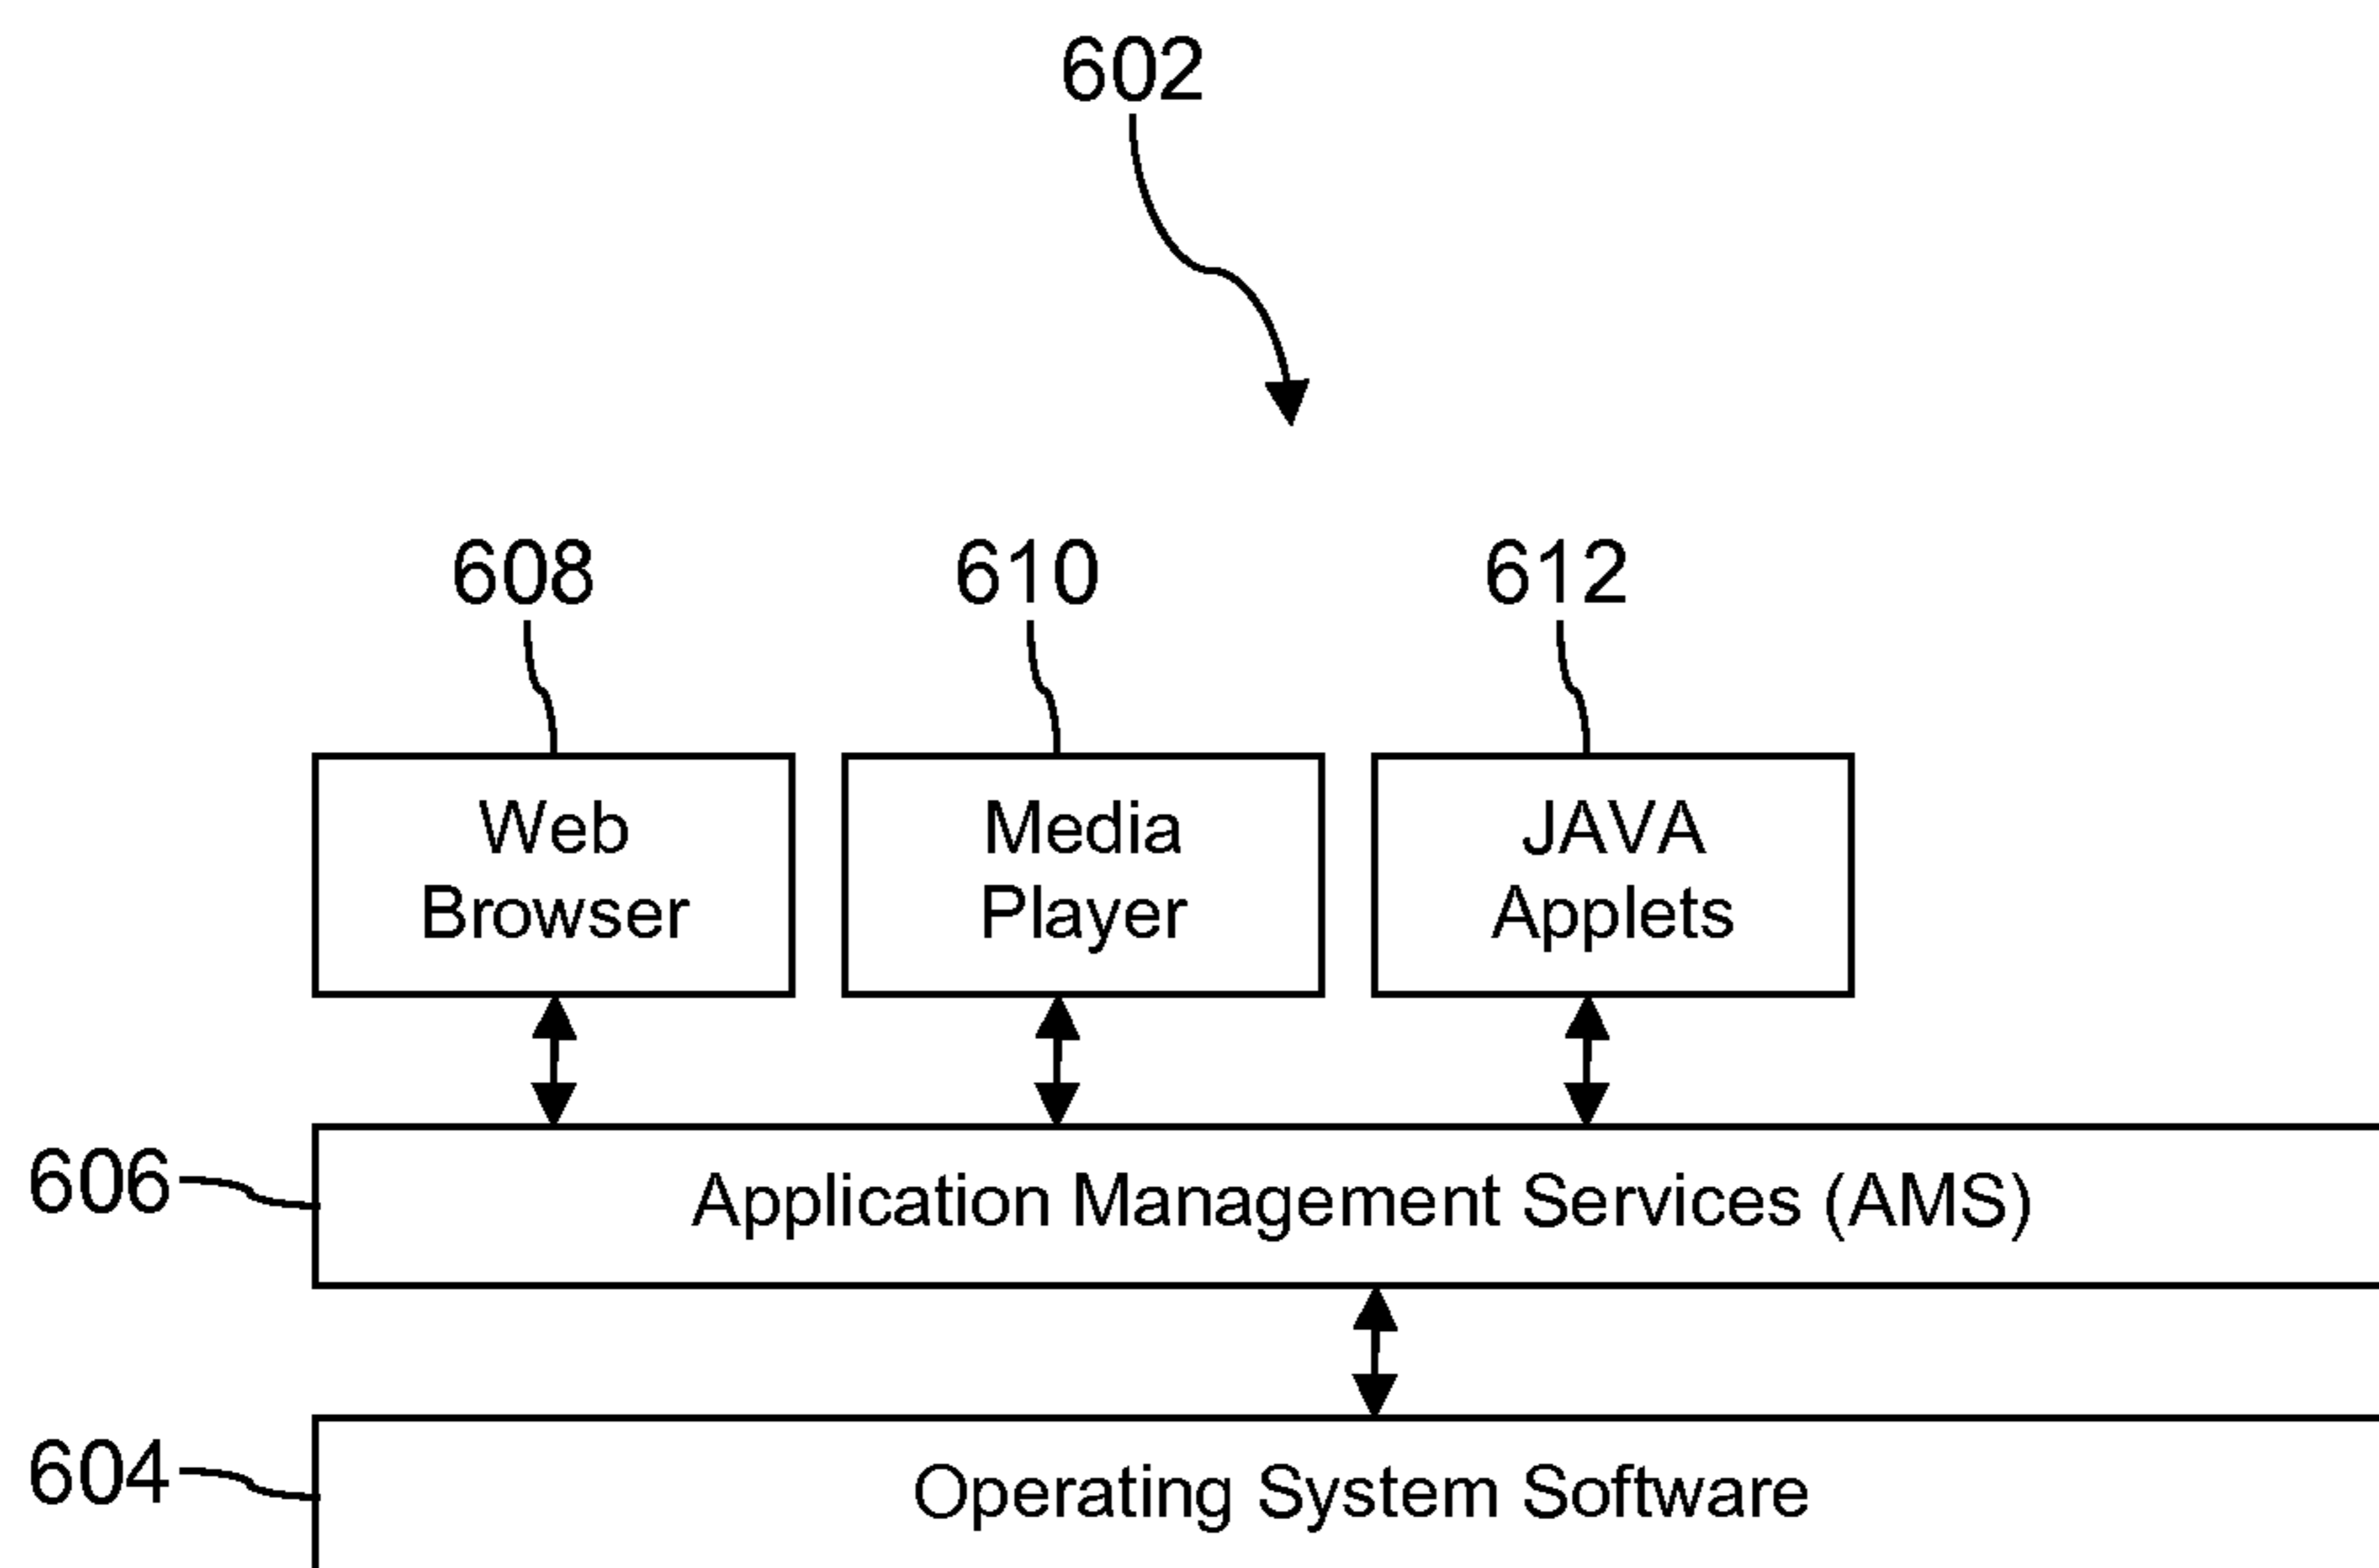 602
608
610
612
Web
Browser
Media
Player
JAVA
Applets
606
Application Management Services (AMS)
604
Operating System Software